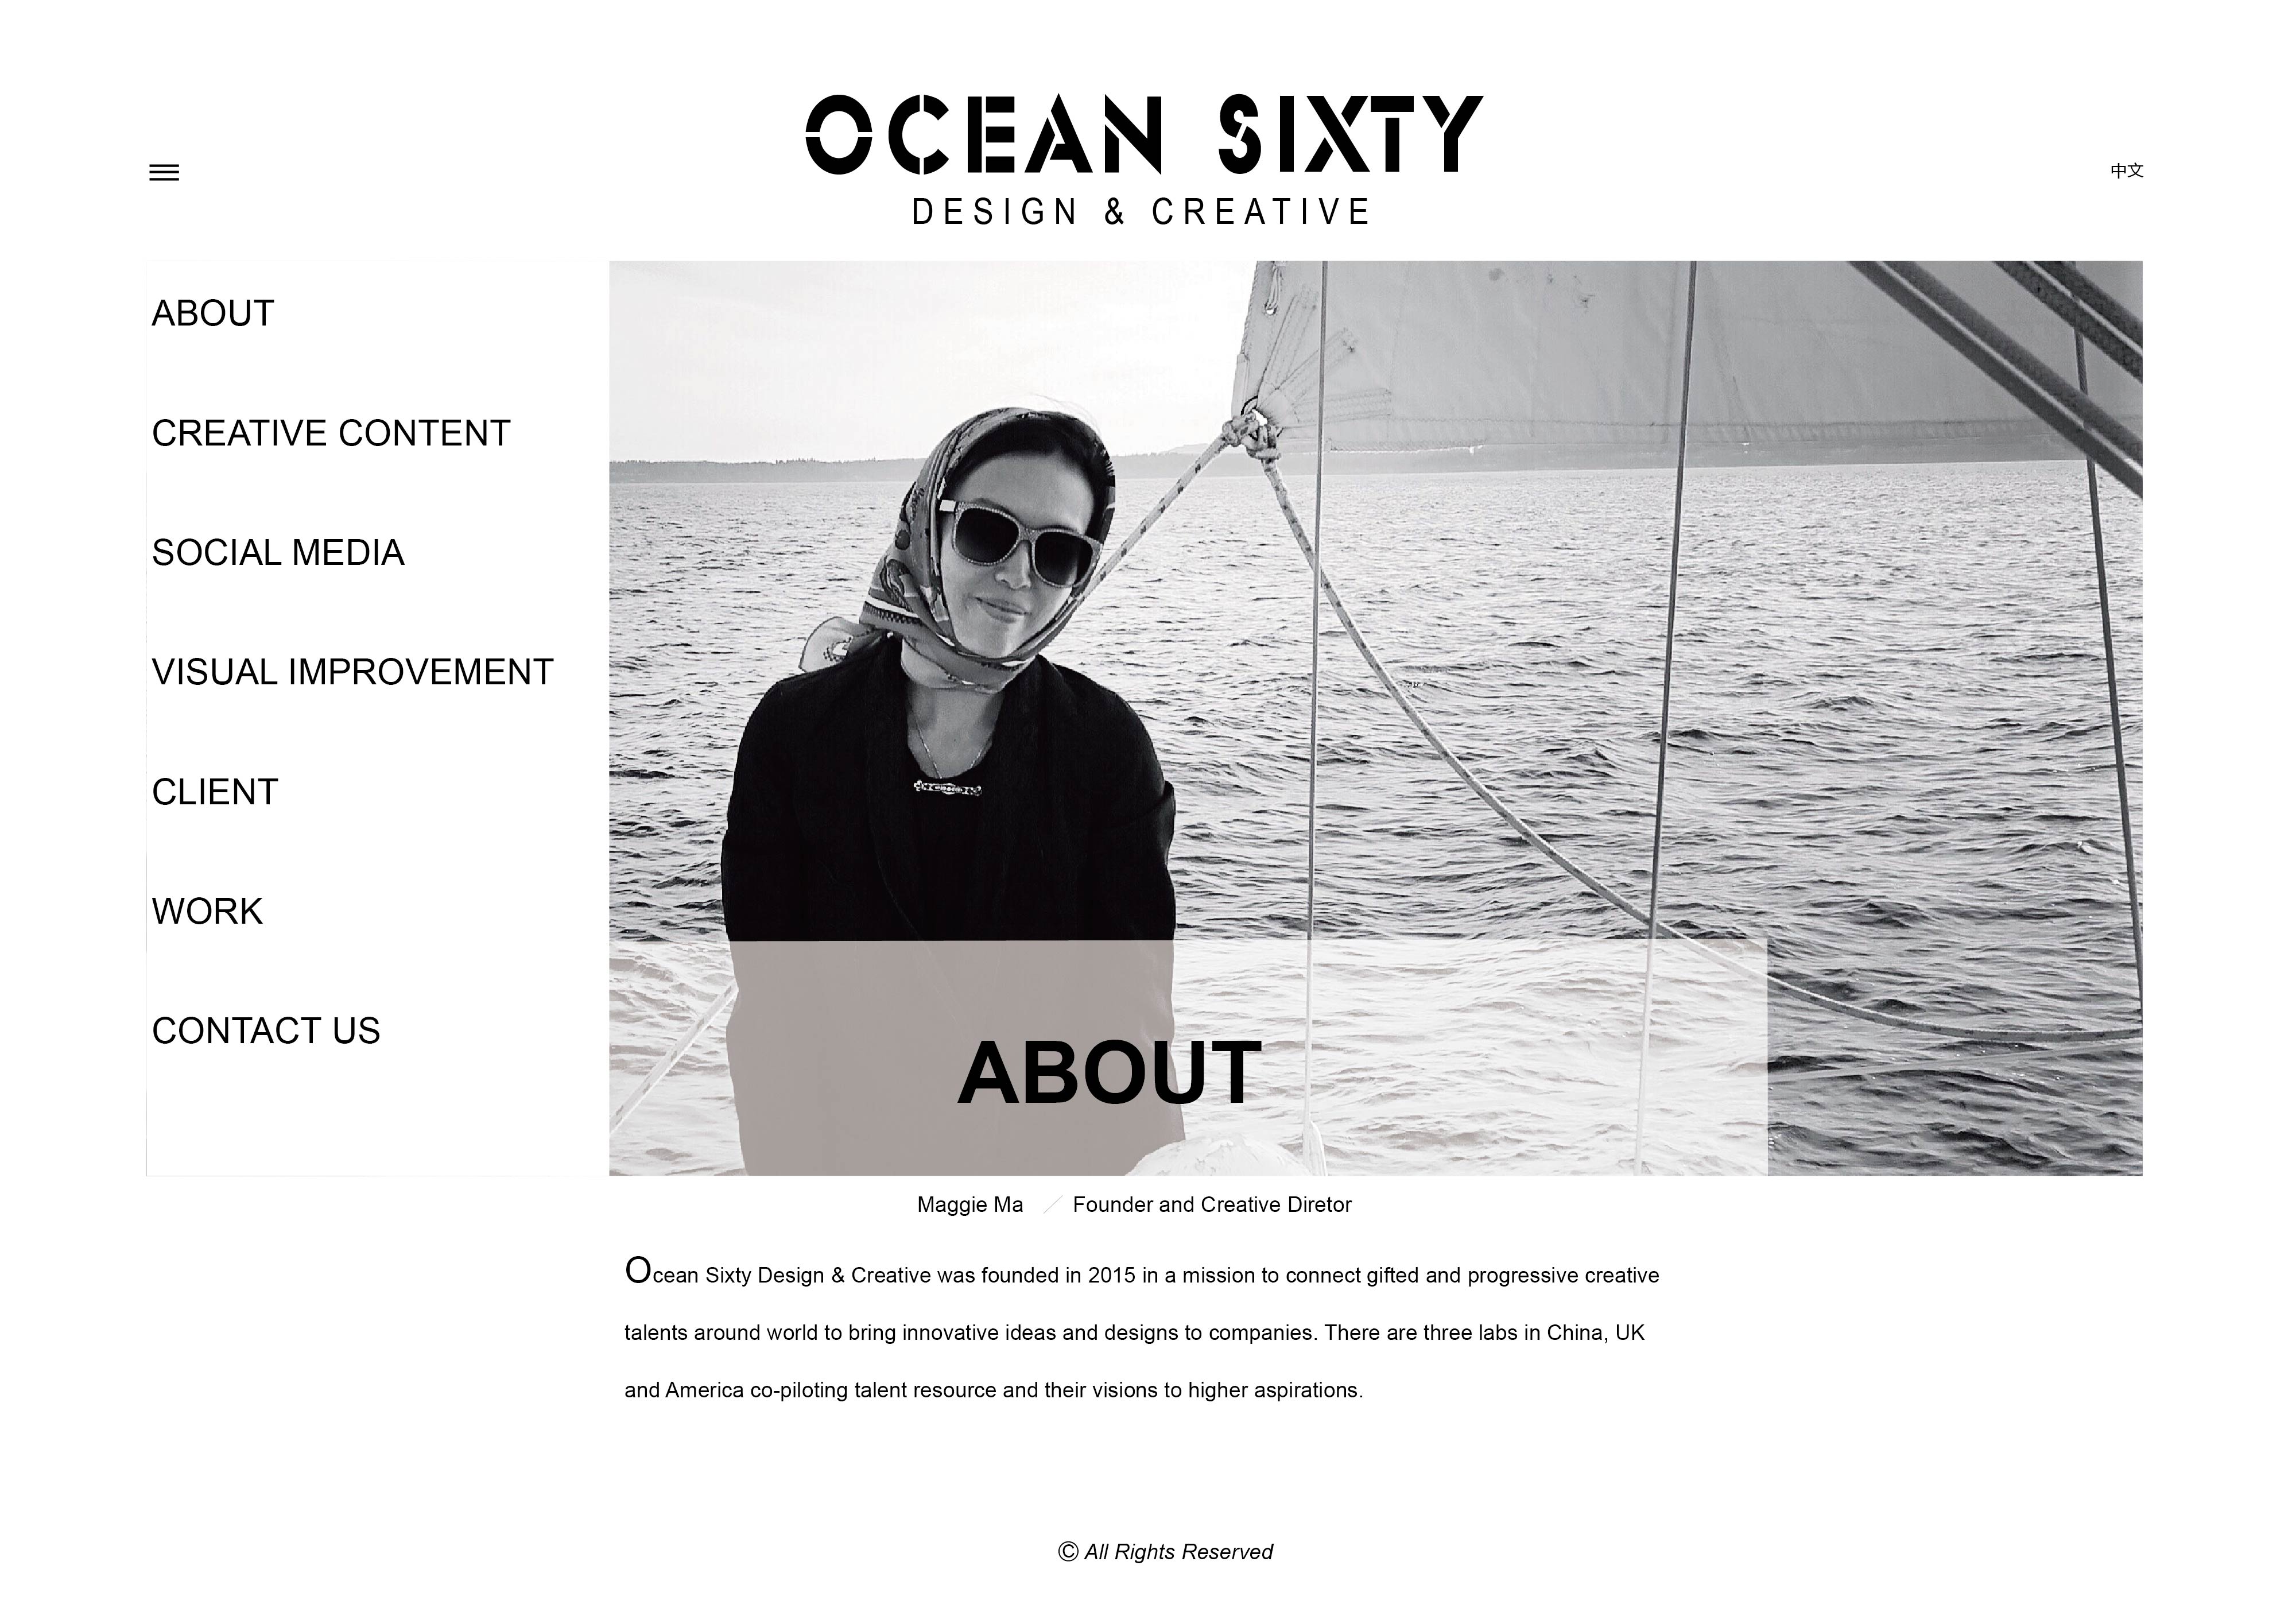 OCEAN SIXTY
中文
DESIGN & CREATIVE
ABOUT
CREATIVE CONTENT
SOCIAL MEDIA
VISUAL IMPROVEMENT
CLIENT
WORK
CONTACT US
ABOUT
Maggie Ma / Founder and Creative Diretor
Ocean Sixty Design & Creative was founded in 2015 in a mission to connect gifted and progressive creative
talents around world to bring innovative ideas and designs to companies. There are three labs in China, UK
and America co-piloting talent resource and their visions to higher aspirations.
© All Rights Reserved